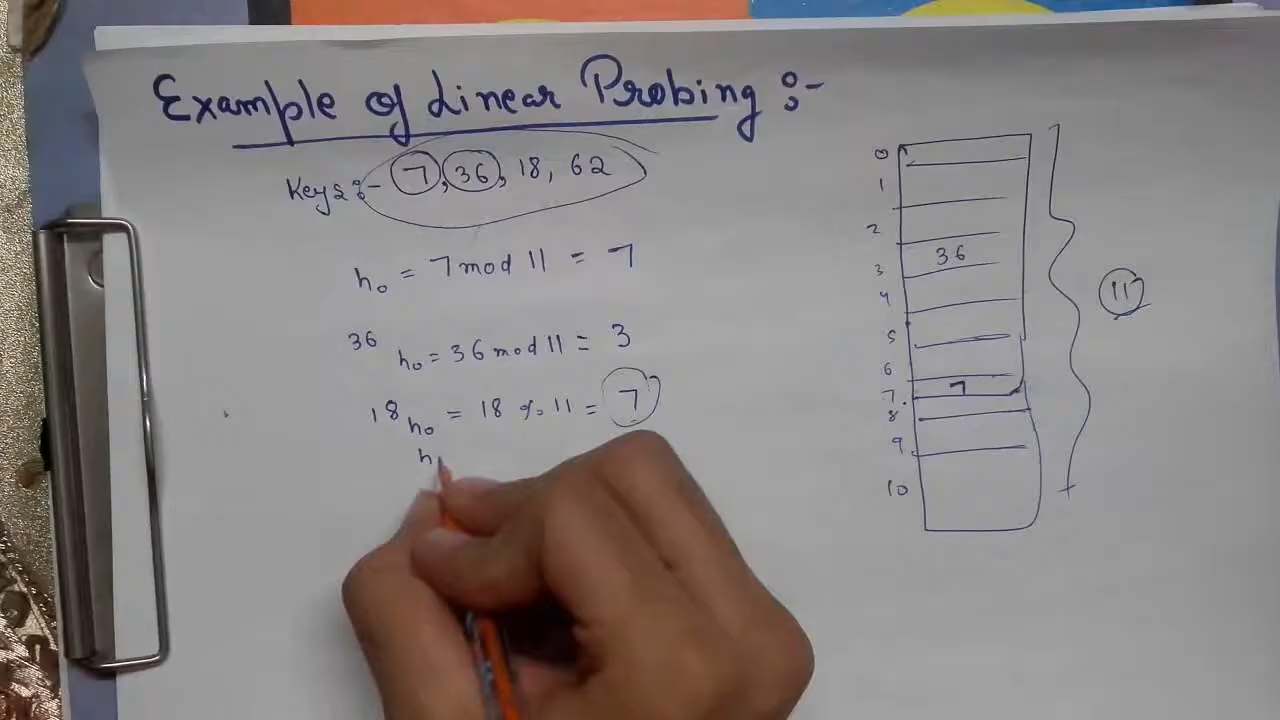 Example of Linear Probing :-
Keys :- 7, 36, 18, 62
h₀ = 7 mod 11 = 7
36 h₀ = 36 mod 11 = 3
18 h₀ = 18 % 11 = 7
h
0
1
2
3 36
4
5
6
7 7
8
9
10
11